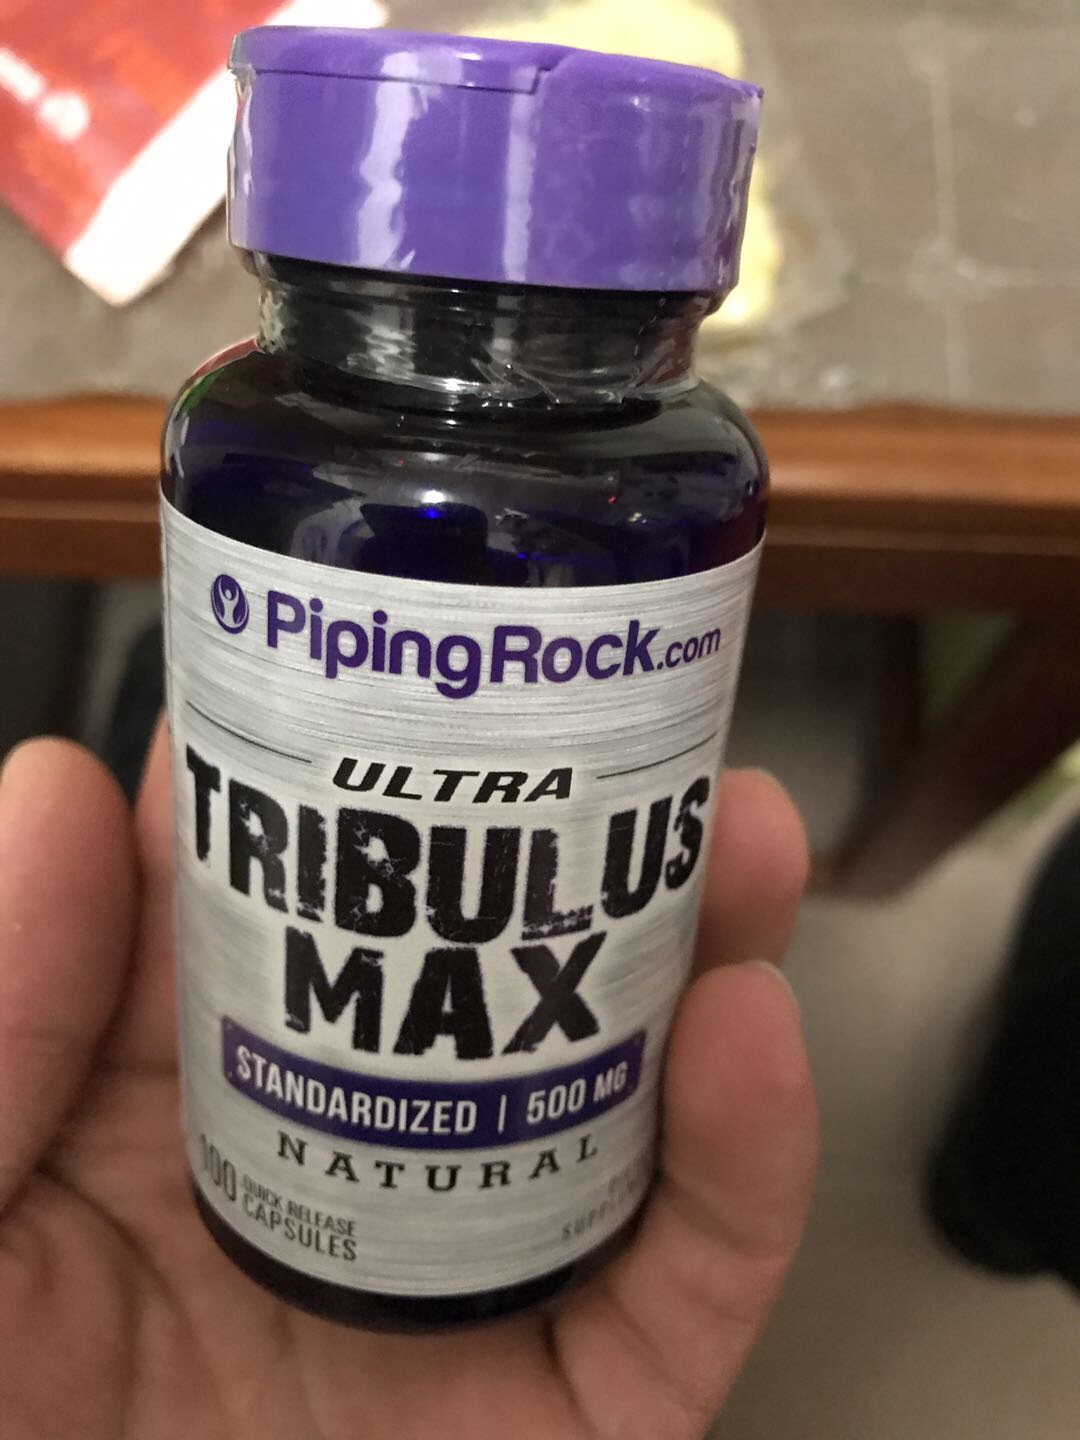 PipingRock.com
ULTRA
TRIBULUS
MAX
STANDARDIZED | 500 MG
NATURAL
100 QUICK RELEASE
CAPSULES